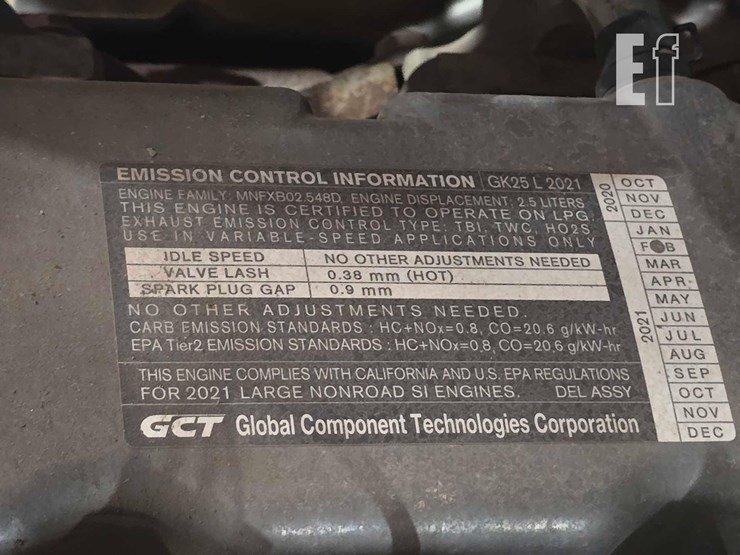 Ef
EMISSION CONTROL INFORMATION GK25 L 2021
ENGINE FAMILY: MNFXB02.548D, ENGINE DISPLACEMENT: 2.5 LITERS
THIS ENGINE IS CERTIFIED TO OPERATE ON LPG.
EXHAUST EMISSION CONTROL TYPE: TBI, TWC, HO2S
USE IN VARIABLE-SPEED APPLICATIONS ONLY
IDLE SPEED NO OTHER ADJUSTMENTS NEEDED
VALVE LASH 0.38 mm (HOT)
SPARK PLUG GAP 0.9 mm
NO OTHER ADJUSTMENTS NEEDED.
CARB EMISSION STANDARDS : HC+NOx=0.8, CO=20.6 g/kW-hr
EPA Tier2 EMISSION STANDARDS : HC+NOx=0.8, CO=20.6 g/kW-hr
THIS ENGINE COMPLIES WITH CALIFORNIA AND U.S. EPA REGULATIONS
FOR 2021 LARGE NONROAD SI ENGINES. DEL ASSY
GCT Global Component Technologies Corporation
2020
OCT
NOV
DEC
2021
JAN
FEB
MAR
APR
MAY
JUN
JUL
AUG
SEP
OCT
NOV
DEC